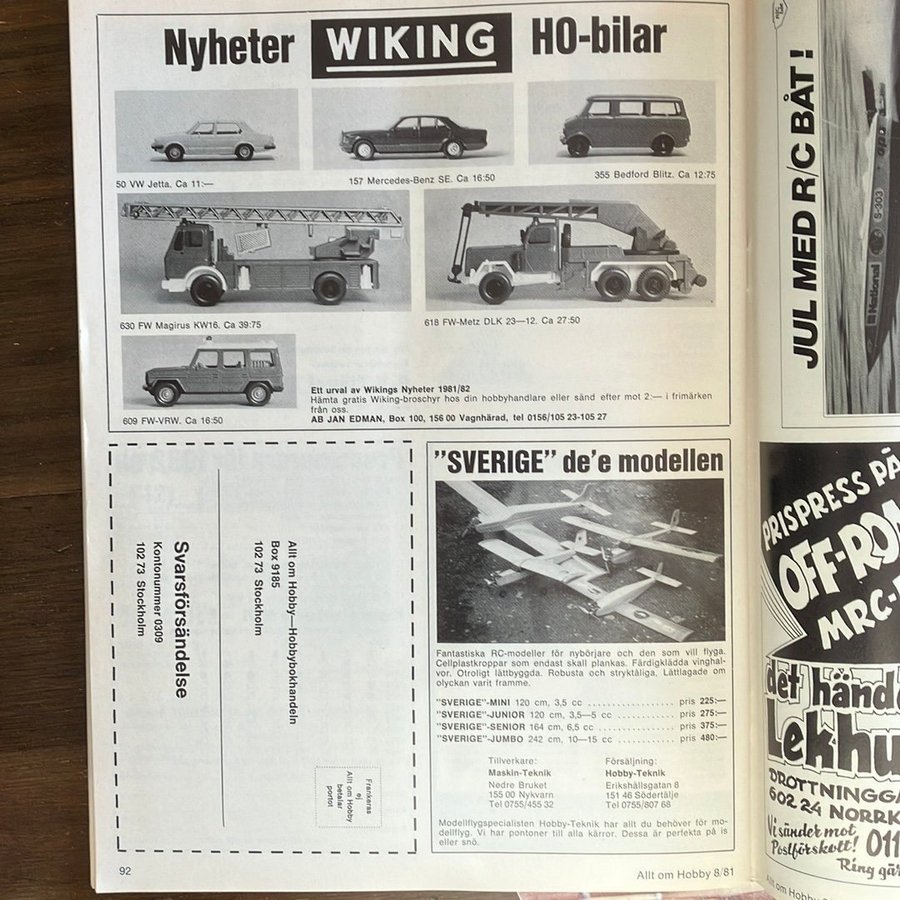 Nyheter WIKING HO-bilar
50 VW Jetta. Ca 11:—
157 Mercedes-Benz SE. Ca 16:50
355 Bedford Blitz. Ca 12:75
630 FW Magirus KW16. Ca 39:75
618 FW-Metz DLK 23—12. Ca 27:50
609 FW-VRW. Ca 16:50
Ett urval av Wikings Nyheter 1981/82
Hämta gratis Wiking-broschyr hos din hobbyhandlare eller sänd efter mot 2:— i frimärken
från oss.
AB JAN EDMAN, Box 100, 156 00 Vagnhärad, tel 0156/105 23-105 27
Allt om Hobby—Hobbybokhandeln
Box 9185
102 73 Stockholm
Svarsförsändelse
Kontonummer 0309
102 73 Stockholm
Frankeras
ej
Allt om Hobby
betalar
portot
"SVERIGE" de'e modellen
Fantastiska RC-modeller för nybörjare och den som vill flyga.
Cellplastkroppar som endast skall plankas. Färdigklädda vinghal-
vor. Otroligt lättbyggda. Robusta och stryktåliga. Lättlagade om
olyckan varit framme.
"SVERIGE"-MINI 120 cm, 3,5 cc ................ pris 225:—
"SVERIGE"-JUNIOR 120 cm, 3,5—5 cc ............ pris 275:—
"SVERIGE"-SENIOR 164 cm, 6,5 cc .............. pris 375:—
"SVERIGE"-JUMBO 242 cm, 10—15 cc ............. pris 480:—
Tillverkare:
Maskin-Teknik
Nedre Bruket
155 00 Nykvarn
Tel 0755/455 32
Försäljning:
Hobby-Teknik
Erikshällsgatan 8
151 46 Södertälje
Tel 0755/807 68
Modellflygspecialisten Hobby-Teknik har allt du behöver för mo-
dellflyg. Vi har pontoner till alla kärror. Dessa är perfekta på is
eller snö.
92
Allt om Hobby 8/81
JUL MED R/C BÅT!
National
S-303
PRISPRESS PÅ
OFF-ROA
MRC-
det hände
Lekhu
DROTTNINGGA
602 24 NORRK
Vi sänder mot
Postförskott! 011
Ring gär
Allt om Hobby